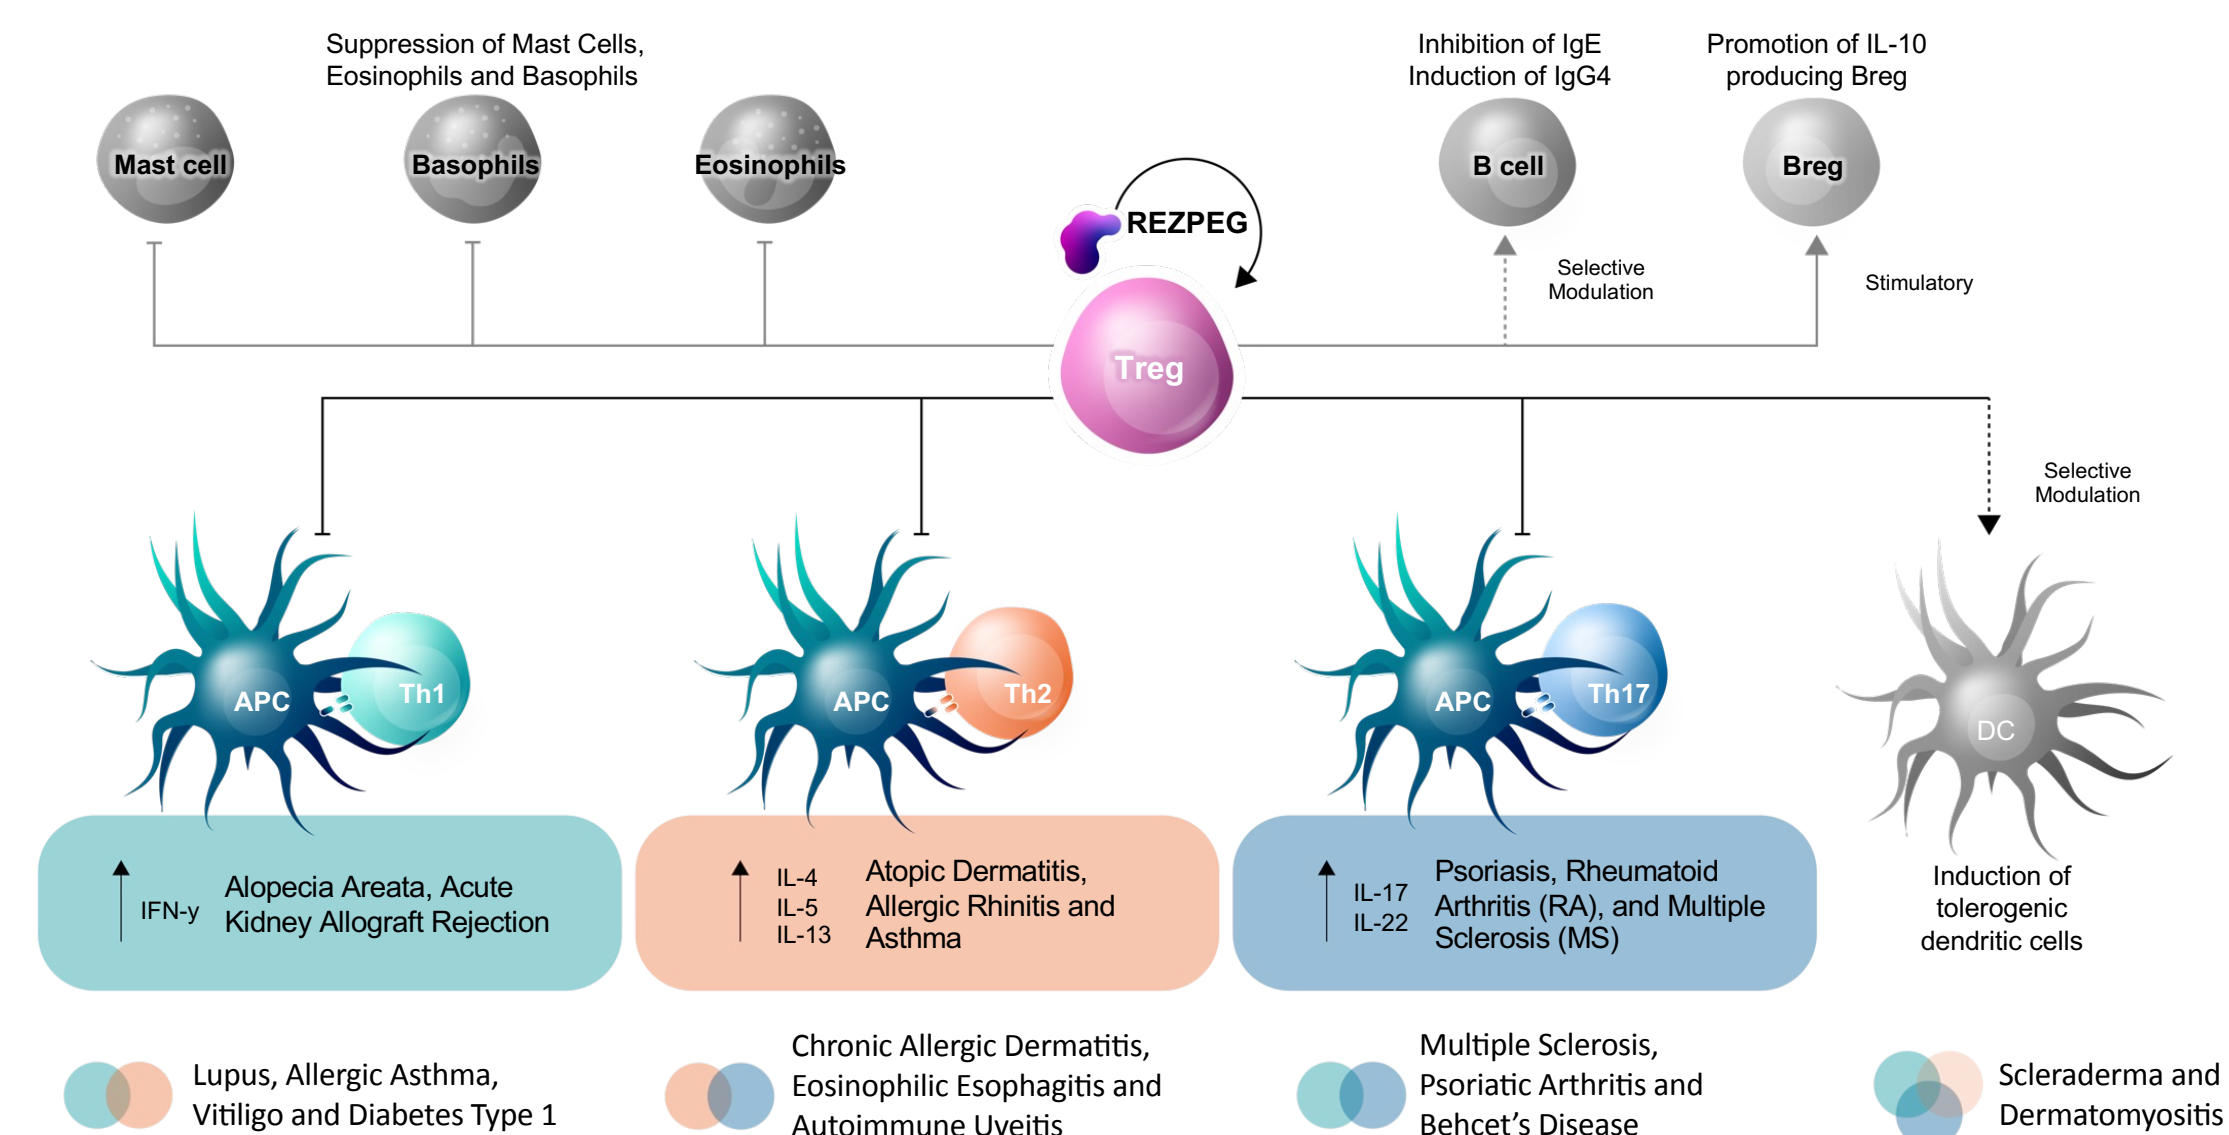 Suppression of Mast Cells,
Eosinophils and Basophils
Inhibition of IgE
Induction of IgG4
Promotion of IL-10
producing Breg
Mast cell
Basophils
Eosinophils
REZPEG
B cell
Breg
Selective
Modulation
Stimulatory
Treg
Selective
Modulation
APC
Th1
APC
Th2
APC
Th17
DC
IFN-y
Alopecia Areata, Acute
Kidney Allograft Rejection
IL-4
IL-5
IL-13
Atopic Dermatitis,
Allergic Rhinitis and
Asthma
IL-17
IL-22
Psoriasis, Rheumatoid
Arthritis (RA), and Multiple
Sclerosis (MS)
Induction of
tolerogenic
dendritic cells
Lupus, Allergic Asthma,
Vitiligo and Diabetes Type 1
Chronic Allergic Dermatitis,
Eosinophilic Esophagitis and
Autoimmune Uveitis
Multiple Sclerosis,
Psoriatic Arthritis and
Behcet’s Disease
Scleraderma and
Dermatomyositis